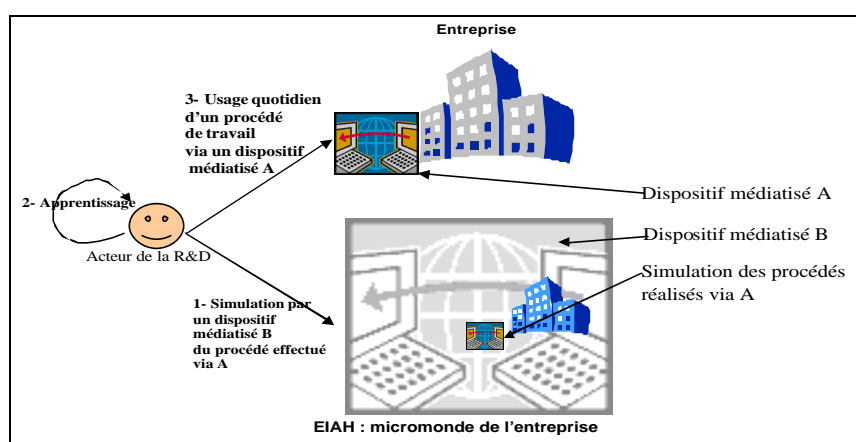 Entreprise
3- Usage quotidien
d'un procédé
de travail
via un dispositif
médiatisé A
2- Apprentissage
Acteur de la R&D
Dispositif médiatisé A
Dispositif médiatisé B
Simulation des procédés
réalisés via A
1- Simulation par
un dispositif
médiatisé B
du procédé effectué
via A
EIAH : micromonde de l'entreprise